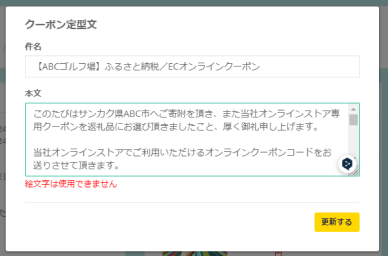 クーポン定型文
件名
【ABCゴルフ場】ふるさと納税／ECオンラインクーポン
本文
このたびはサンカク県ABC市へご寄附を頂き、また当社オンラインストア専
用クーポンを返礼品にお選び頂きましたこと、厚く御礼申し上げます。
当社オンラインストアでご利用いただけるオンラインクーポンコードをお
送りさせて頂きます。
絵文字は使用できません
更新する